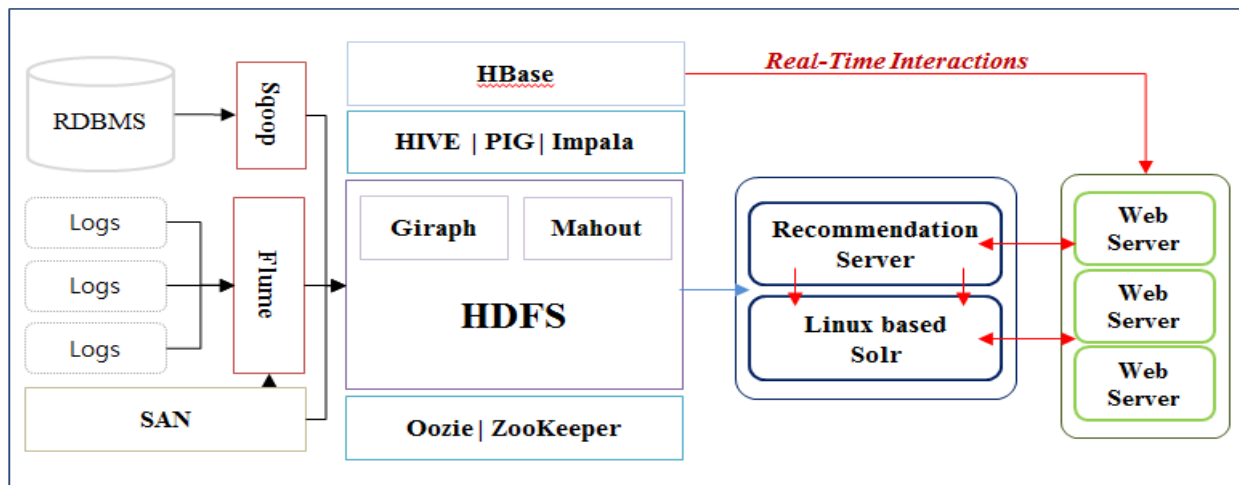 HBase
Real-Time Interactions
RDBMS
Sqoop
HIVE | PIG | Impala
Logs
Logs
Logs
Flume
Giraph
Mahout
HDFS
Recommendation
Server
Linux based
Solr
Web
Server
Web
Server
Web
Server
SAN
Oozie | ZooKeeper